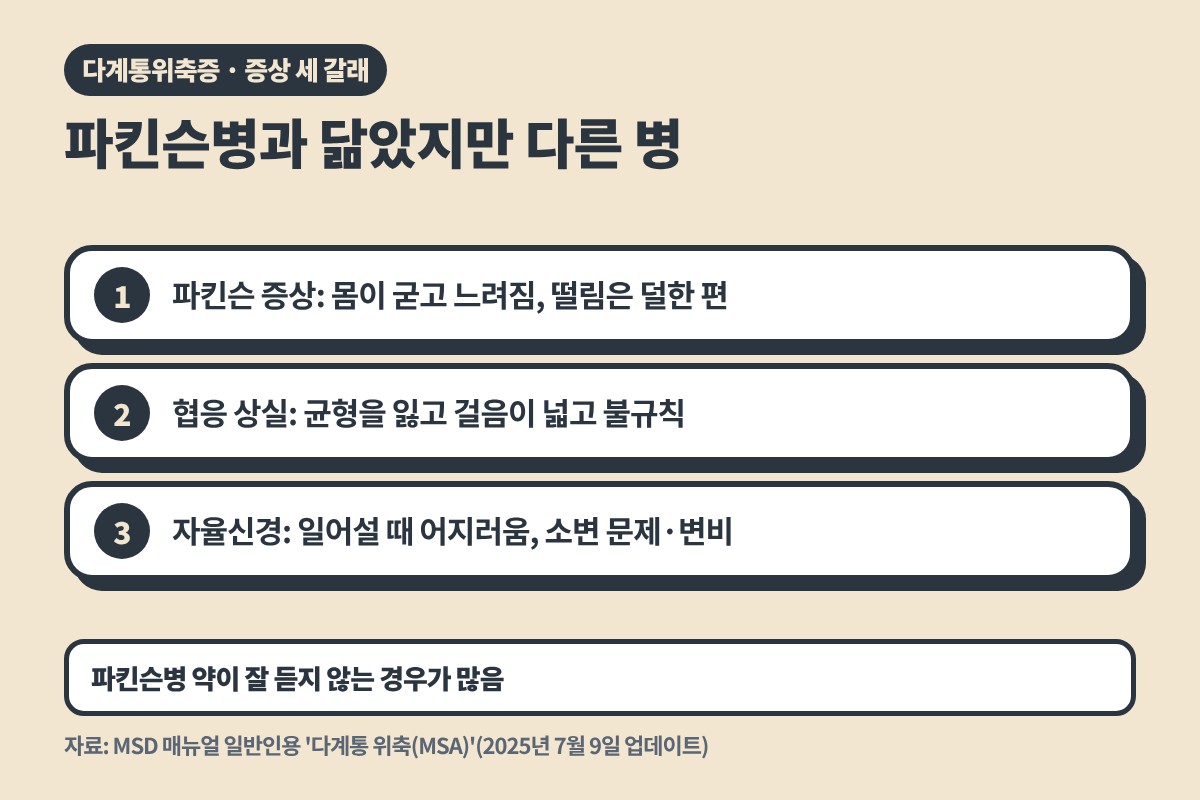 다계통위축증 · 증상 세 갈래
파킨슨병과 닮았지만 다른 병
1 파킨슨 증상: 몸이 굳고 느려짐, 떨림은 덜한 편
2 협응 상실: 균형을 잃고 걸음이 넓고 불규칙
3 자율신경: 일어설 때 어지러움, 소변 문제·변비
파킨슨병 약이 잘 듣지 않는 경우가 많음
자료: MSD 매뉴얼 일반인용 '다계통 위축(MSA)'(2025년 7월 9일 업데이트)